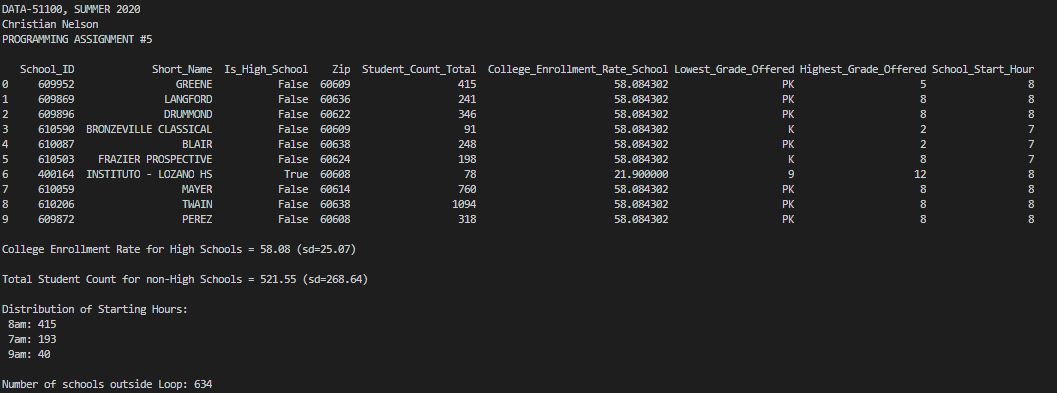 DATA-51100, SUMMER 2020
Christian Nelson
PROGRAMMING ASSIGNMENT #5
School_ID Short_Name Is_High_School Zip Student_Count_Total College_Enrollment_Rate_School Lowest_Grade_Offered Highest_Grade_Offered School_Start_Hour
0 609952 GREENE False 60609 415 58.084302 PK 5 8
1 609869 LANGFORD False 60636 241 58.084302 PK 8 8
2 609896 DRUMMOND False 60622 346 58.084302 PK 8 8
3 610590 BRONZEVILLE CLASSICAL False 60609 91 58.084302 K 2 7
4 610087 BLAIR False 60638 248 58.084302 PK 2 7
5 610503 FRAZIER PROSPECTIVE False 60624 198 58.084302 K 8 7
6 400164 INSTITUTO - LOZANO HS True 60608 78 21.900000 9 12 8
7 610059 MAYER False 60614 760 58.084302 PK 8 8
8 610206 TWAIN False 60638 1094 58.084302 PK 8 8
9 609872 PEREZ False 60608 318 58.084302 PK 8 8
College Enrollment Rate for High Schools = 58.08 (sd=25.07)
Total Student Count for non-High Schools = 521.55 (sd=268.64)
Distribution of Starting Hours:
8am: 415
7am: 193
9am: 40
Number of schools outside Loop: 634